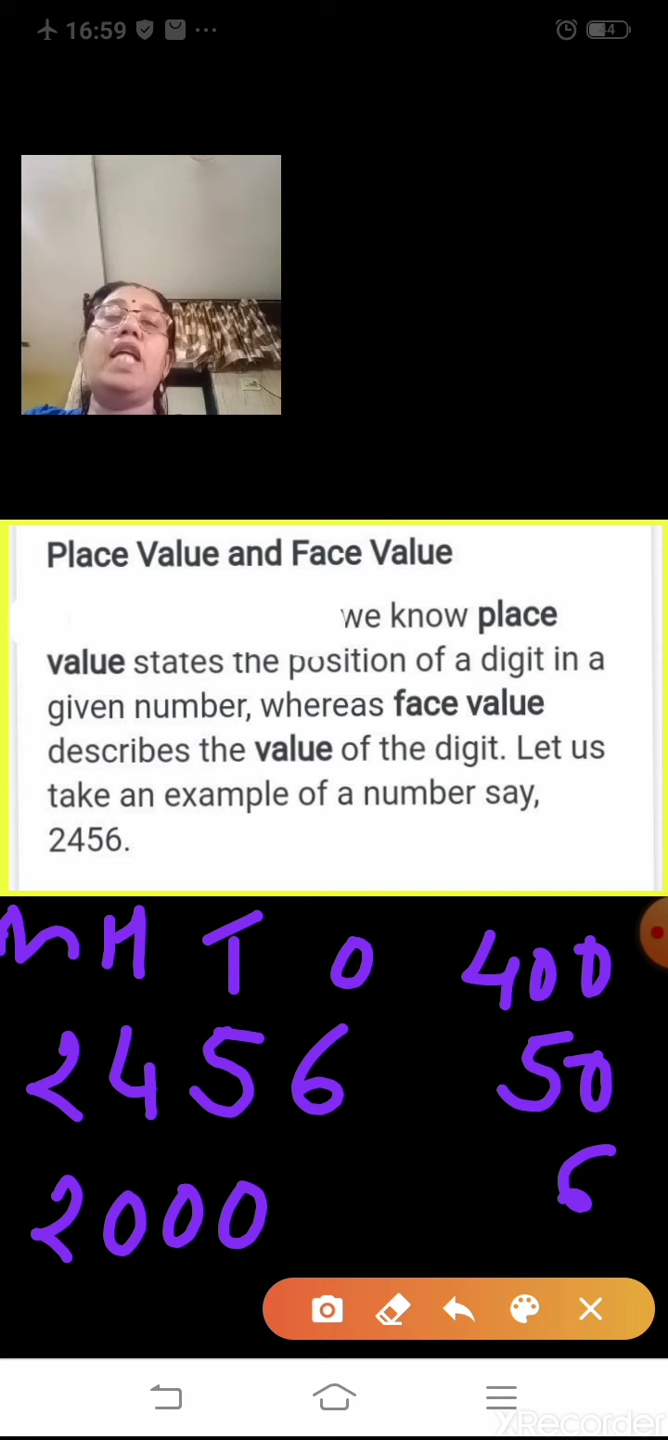 16:59
44
Place Value and Face Value
we know place
value states the position of a digit in a
given number, whereas face value
describes the value of the digit. Let us
take an example of a number say,
2456.
H T O 400
2456 50
6
2000
XRecorder